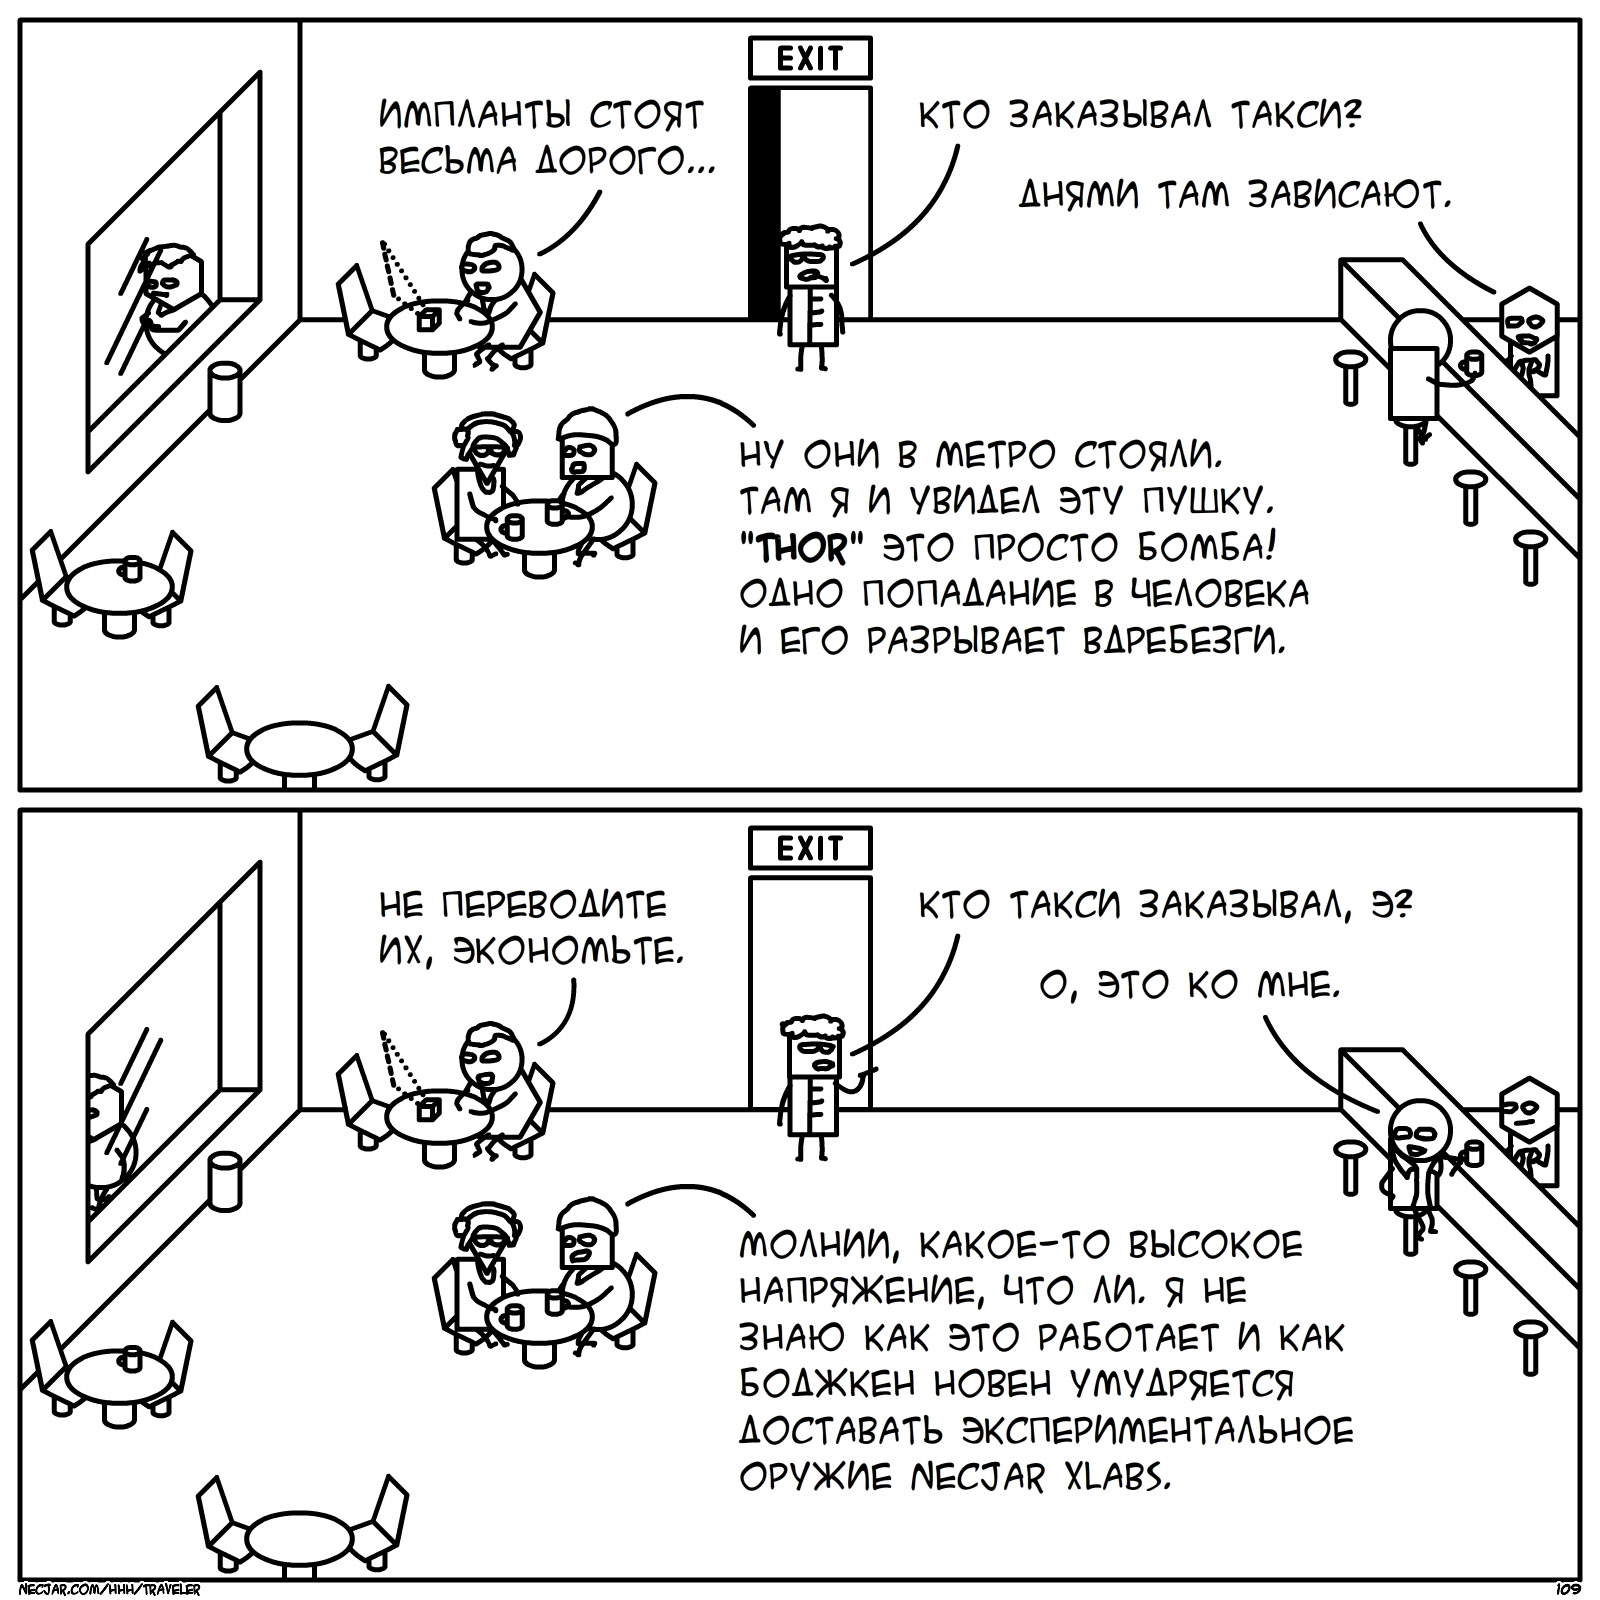 EXIT
ИМПЛАНТЫ СТОЯТ
ВЕСЬМА ДОРОГО...
КТО ЗАКАЗЫВАЛ ТАКСИ?
ДНЯМИ ТАМ ЗАВИСАЮТ.
НУ ОНИ В МЕТРО СТОЯЛИ.
ТАМ Я И УВИДЕЛ ЭТУ ПУШКУ.
"THOR" ЭТО ПРОСТО БОМБА!
ОДНО ПОПАДАНИЕ В ЧЕЛОВЕКА
И ЕГО РАЗРЫВАЕТ ВДРЕБЕЗГИ.
EXIT
НЕ ПЕРЕВОДИТЕ
ИХ, ЭКОНОМЬТЕ.
КТО ТАКСИ ЗАКАЗЫВАЛ, Э?
О, ЭТО КО МНЕ.
МОЛНИИ, КАКОЕ-ТО ВЫСОКОЕ
НАПРЯЖЕНИЕ, ЧТО ЛИ. Я НЕ
ЗНАЮ КАК ЭТО РАБОТАЕТ И КАК
БОДЖКЕН НОВЕН УМУДРЯЕТСЯ
ДОСТАВАТЬ ЭКСПЕРИМЕНТАЛЬНОЕ
ОРУЖИЕ NECJAR XLABS.
NECJAR.COM/HHH/TRAVELER
109